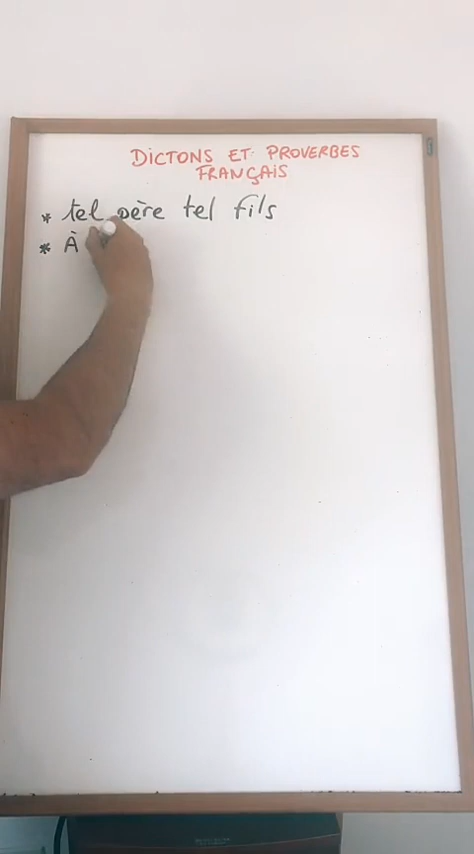 DICTONS ET PROVERBES
FRANÇAIS
* tel père tel fils
* À